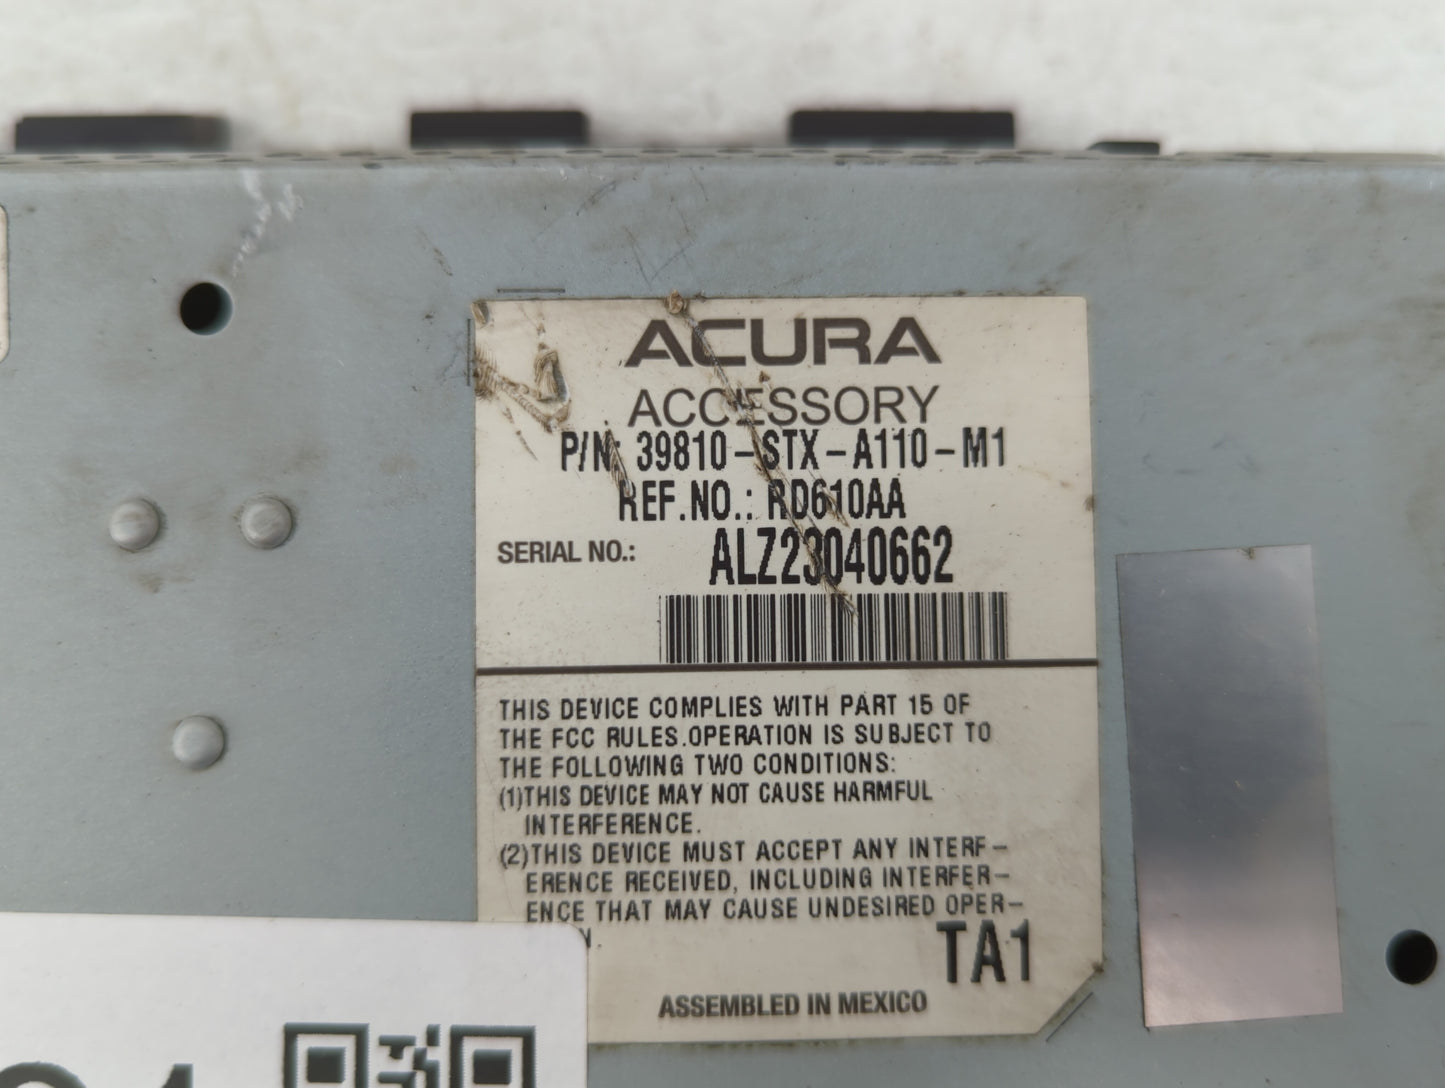 ACURA
ACCESSORY
P/N: 39810-STX-A110-M1
REF.NO.: RD610AA
SERIAL NO.: ALZ23040662
THIS DEVICE COMPLIES WITH PART 15 OF
THE FCC RULES.OPERATION IS SUBJECT TO
THE FOLLOWING TWO CONDITIONS:
(1)THIS DEVICE MAY NOT CAUSE HARMFUL
INTERFERENCE.
(2)THIS DEVICE MUST ACCEPT ANY INTERF-
ERENCE RECEIVED, INCLUDING INTERFER-
ENCE THAT MAY CAUSE UNDESIRED OPER-
TA1
ASSEMBLED IN MEXICO